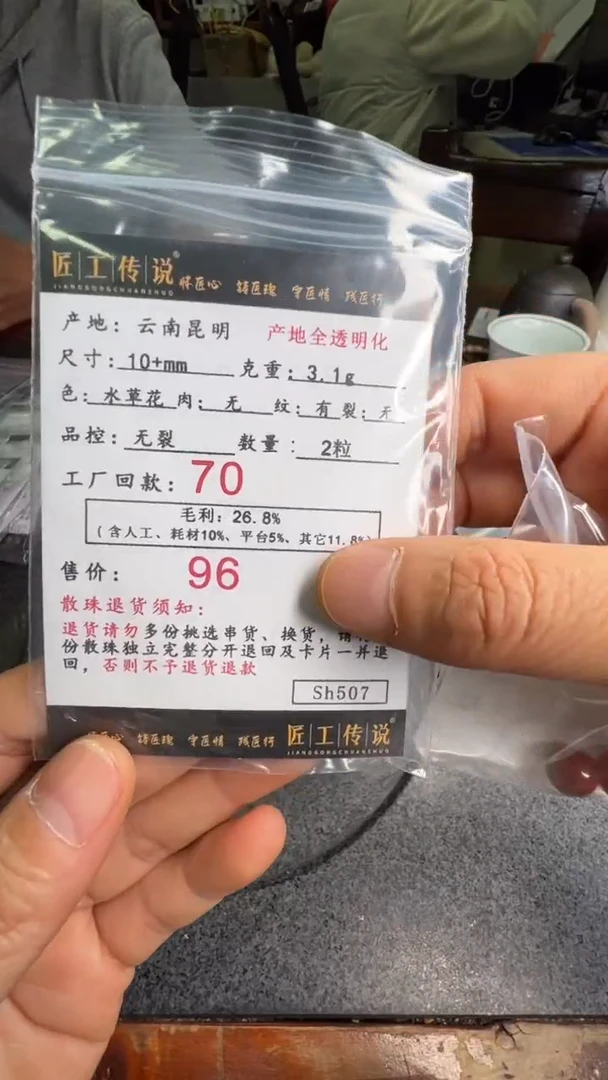 匠工传说®
JIANGGONGCHUANSHUO
怀匠心 铸匠魂 守匠情 践匠行
产地：云南昆明 产地全透明化
尺寸：10+mm 克重：3.1g
色：水草花 肉：无 纹：有 裂：无
品控：无裂 数量：2粒
工厂回款：70
毛利：26.8%
(含人工、耗材10%、平台5%、其它11.8%
售价：96
散珠退货须知：
退货请勿多份挑选串货、换货，请
份散珠独立完整分开退回及卡片一并退
回，否则不予退货退款
Sh507
铸匠魂 守匠情 践匠行 匠工传说®
JIANGGONGCHUANSHUO